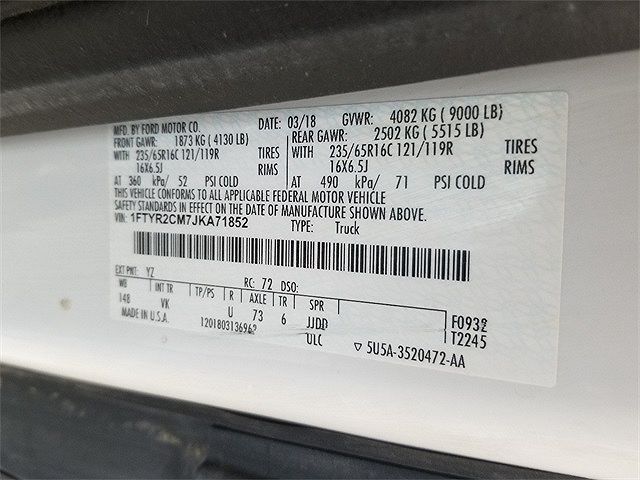 MFD. BY FORD MOTOR CO. DATE: 03/18 GVWR: 4082 KG ( 9000 LB)
FRONT GAWR: 1873 KG ( 4130 LB) REAR GAWR: 2502 KG ( 5515 LB)
WITH 235/65R16C 121/119R TIRES WITH 235/65R16C 121/119R TIRES
16X6.5J RIMS 16X6.5J RIMS
AT 360 kPa/ 52 PSI COLD AT 490 kPa/ 71 PSI COLD
THIS VEHICLE CONFORMS TO ALL APPLICABLE FEDERAL MOTOR VEHICLE
SAFETY STANDARDS IN EFFECT ON THE DATE OF MANUFACTURE SHOWN ABOVE.
VIN: 1FTYR2CM7JKA71852 TYPE: Truck
EXT PNT: YZ RC: 72 DSO:
WB INT TR TP/PS R AXLE TR SPR
148 VK U 73 6 JJDD F0932
MADE IN U.S.A. 1201803136962 ULC T2245
▽ 5U5A-3520472-AA